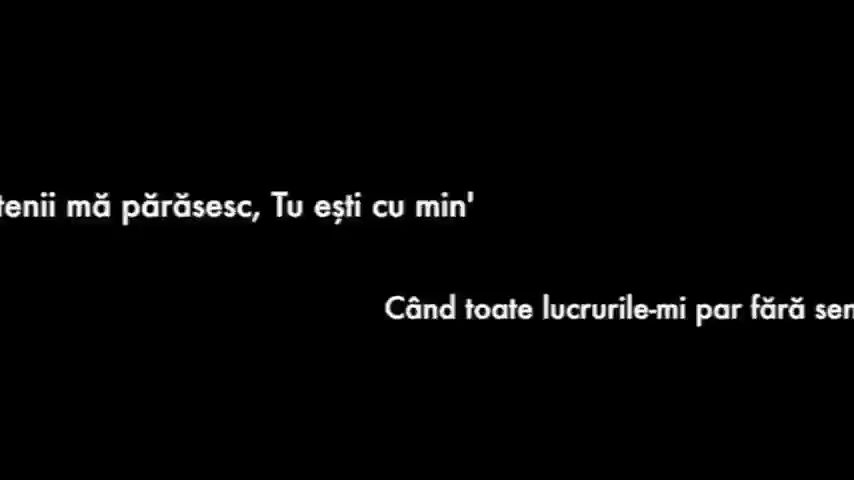 tenii mă părăsesc, Tu ești cu min'
Când toate lucrurile-mi par fără sen